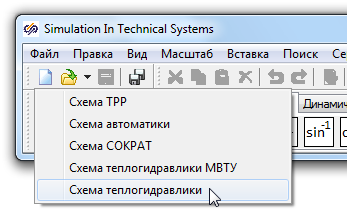 Simulation In Technical Systems
Файл Правка Вид Масштаб Вставка Поиск
Схема ТРР
Динамич
Схема автоматики
sin⁻¹
Схема СОКРАТ
Схема теплогидравлики МВТУ
Схема теплогидравлики